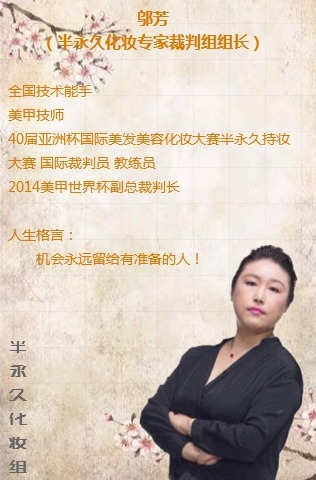 邬芳
（半永久化妆专家裁判组组长）
全国技术能手
美甲技师
40届亚洲杯国际美发美容化妆大赛半永久持妆
大赛 国际裁判员 教练员
2014美甲世界杯副总裁判长
人生格言：
机会永远留给有准备的人！
半永久化妆组